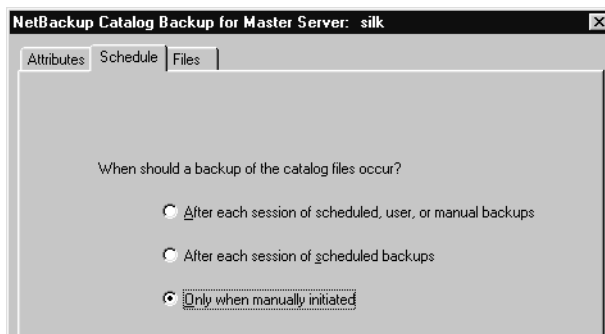 NetBackup Catalog Backup for Master Server: silk
Attributes Schedule Files
When should a backup of the catalog files occur?
After each session of scheduled, user, or manual backups
After each session of scheduled backups
Only when manually initiated